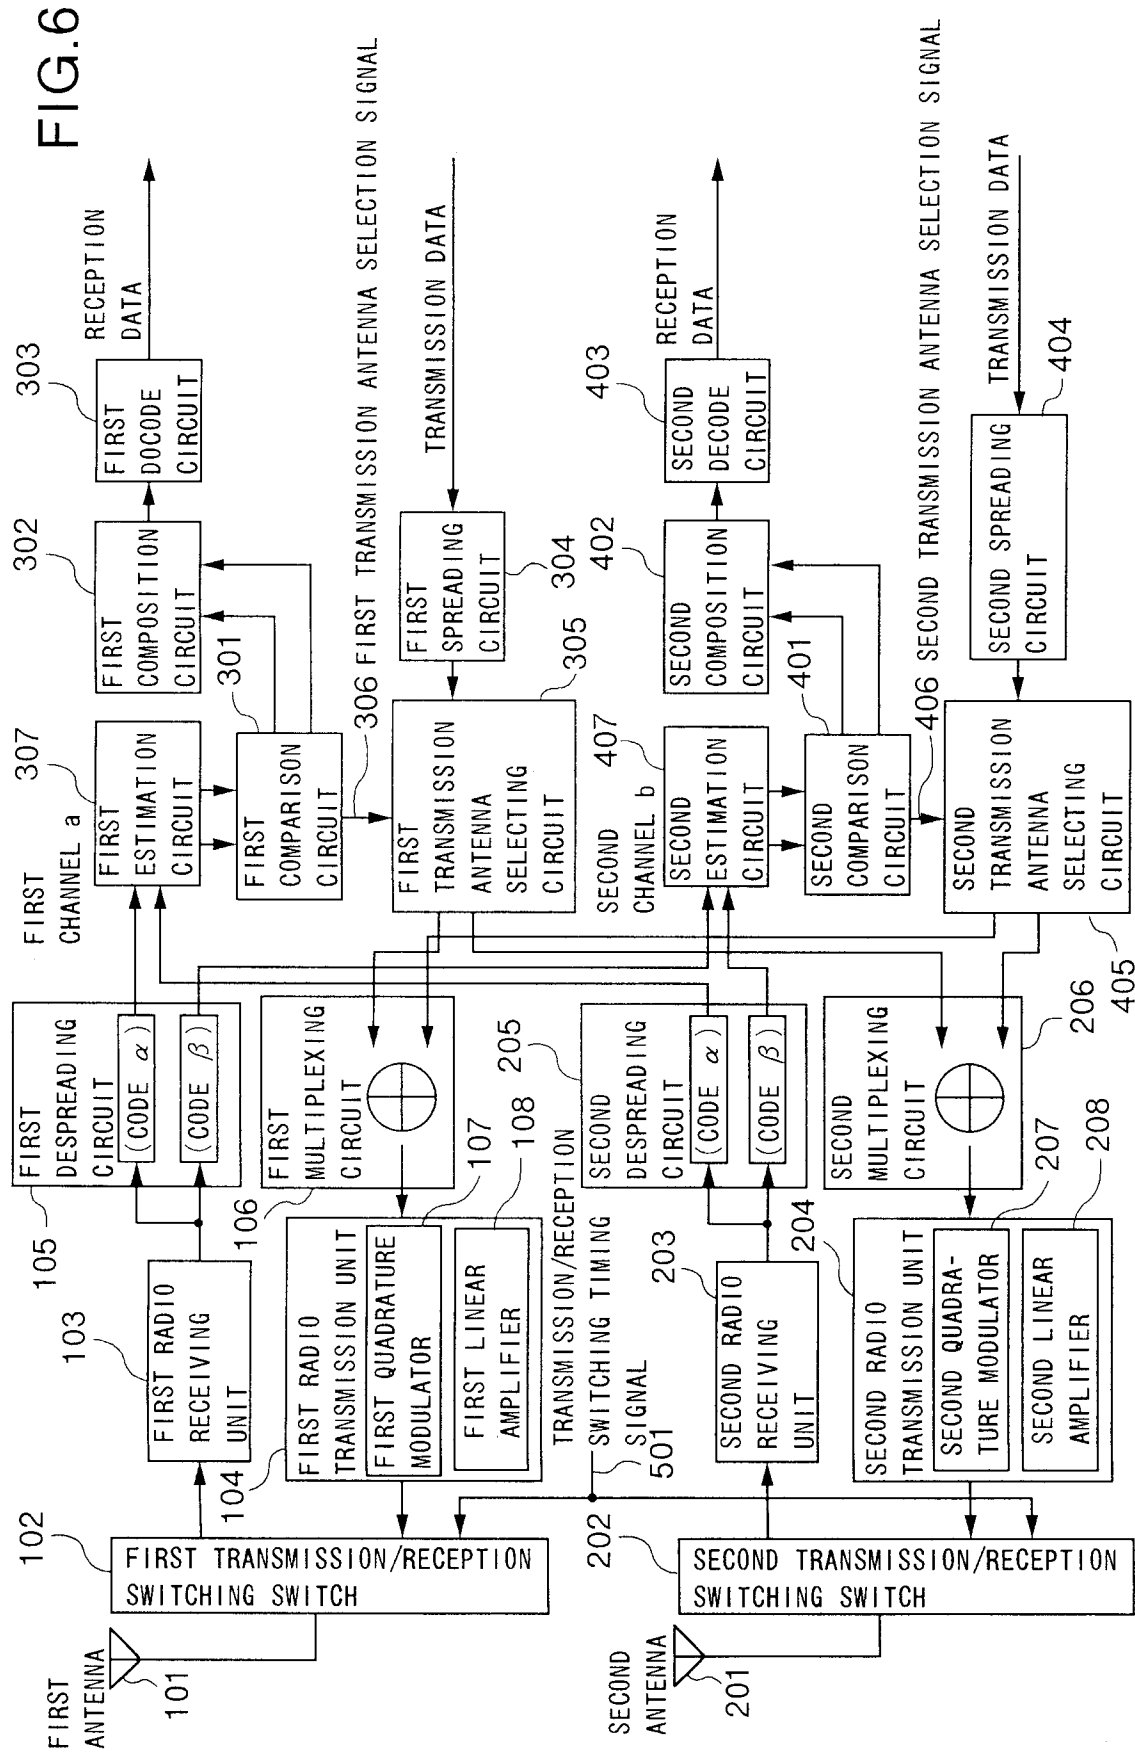 FIG.6
FIRST
ANTENNA
101
102
FIRST TRANSMISSION/RECEPTION
SWITCHING SWITCH
103
FIRST RADIO
RECEIVING
UNIT
104
FIRST RADIO
TRANSMISSION UNIT
FIRST QUADRATURE
MODULATOR
107
FIRST LINEAR
AMPLIFIER
108
105
FIRST
DESPREADING
CIRCUIT
(CODE α)
(CODE β)
106
FIRST
MULTIPLEXING
CIRCUIT
FIRST
CHANNEL a
307
FIRST
ESTIMATION
CIRCUIT
301
FIRST
COMPARISON
CIRCUIT
302
FIRST
COMPOSITION
CIRCUIT
303
FIRST
DOCODE
CIRCUIT
RECEPTION
DATA
306 FIRST TRANSMISSION ANTENNA SELECTION SIGNAL
FIRST
TRANSMISSION
ANTENNA
SELECTING
CIRCUIT
305
FIRST
SPREADING
CIRCUIT
304
TRANSMISSION DATA
TRANSMISSION/RECEPTION
SWITCHING TIMING
SIGNAL
501
SECOND
ANTENNA
201
202
SECOND TRANSMISSION/RECEPTION
SWITCHING SWITCH
203
SECOND RADIO
RECEIVING
UNIT
204
SECOND RADIO
TRANSMISSION UNIT
SECOND QUADRA-
TURE MODULATOR
207
SECOND LINEAR
AMPLIFIER
208
205
SECOND
DESPREADING
CIRCUIT
(CODE α)
(CODE β)
SECOND
MULTIPLEXING
CIRCUIT
206
SECOND
CHANNEL b
407
SECOND
ESTIMATION
CIRCUIT
401
SECOND
COMPARISON
CIRCUIT
402
SECOND
COMPOSITION
CIRCUIT
403
SECOND
DECODE
CIRCUIT
RECEPTION
DATA
406 SECOND TRANSMISSION ANTENNA SELECTION SIGNAL
SECOND
TRANSMISSION
ANTENNA
SELECTING
CIRCUIT
405
SECOND SPREADING
CIRCUIT
404
TRANSMISSION DATA